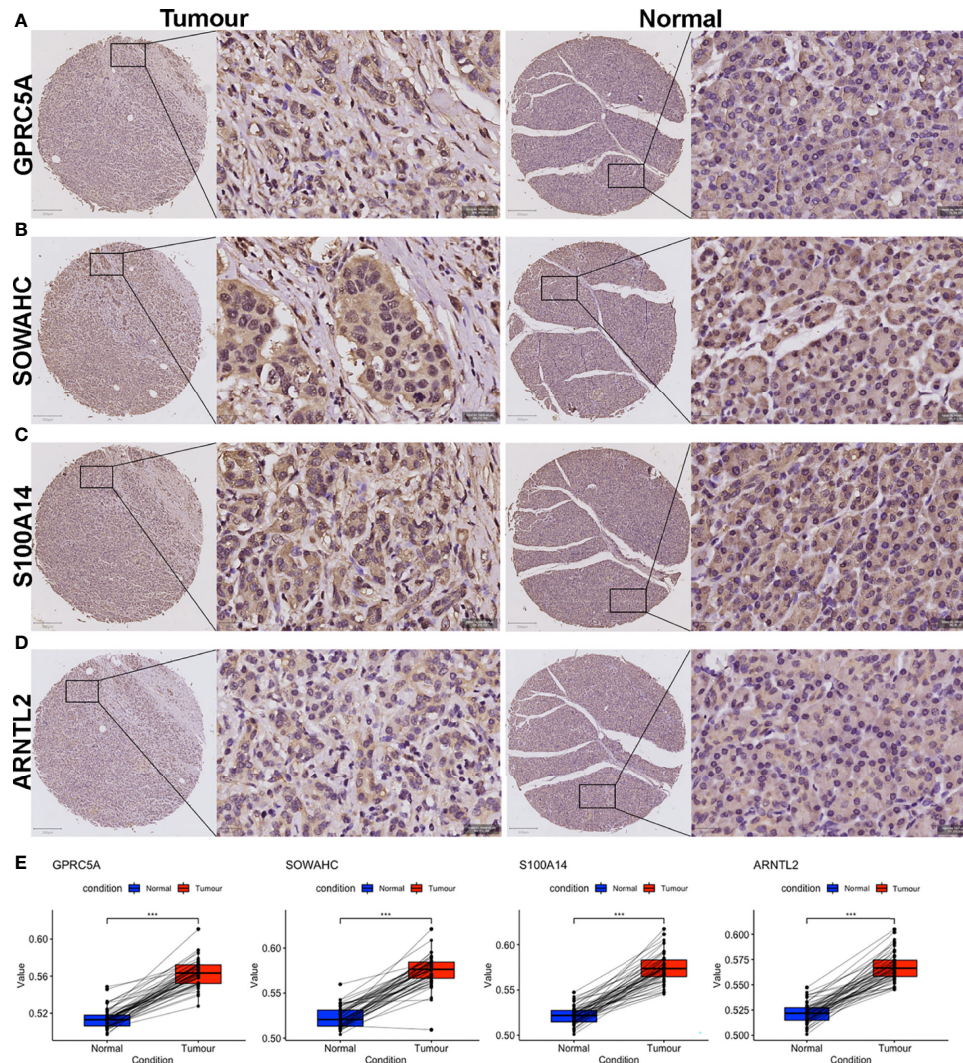 Tumour Normal
A
GPRC5A
B
SOWAHC
C
S100A14
D
ARNTL2
E
GPRC5A SOWAHC S100A14 ARNTL2
condition Normal Tumour condition Normal Tumour condition Normal Tumour condition Normal Tumour
*** *** *** ***
Value
0.60
0.56
0.52
Normal Tumour
Condition
Value
0.60
0.55
0.50
Normal Tumour
Condition
Value
0.60
0.55
0.50
Normal Tumour
Condition
Value
0.600
0.575
0.550
0.525
0.500
Normal Tumour
Condition